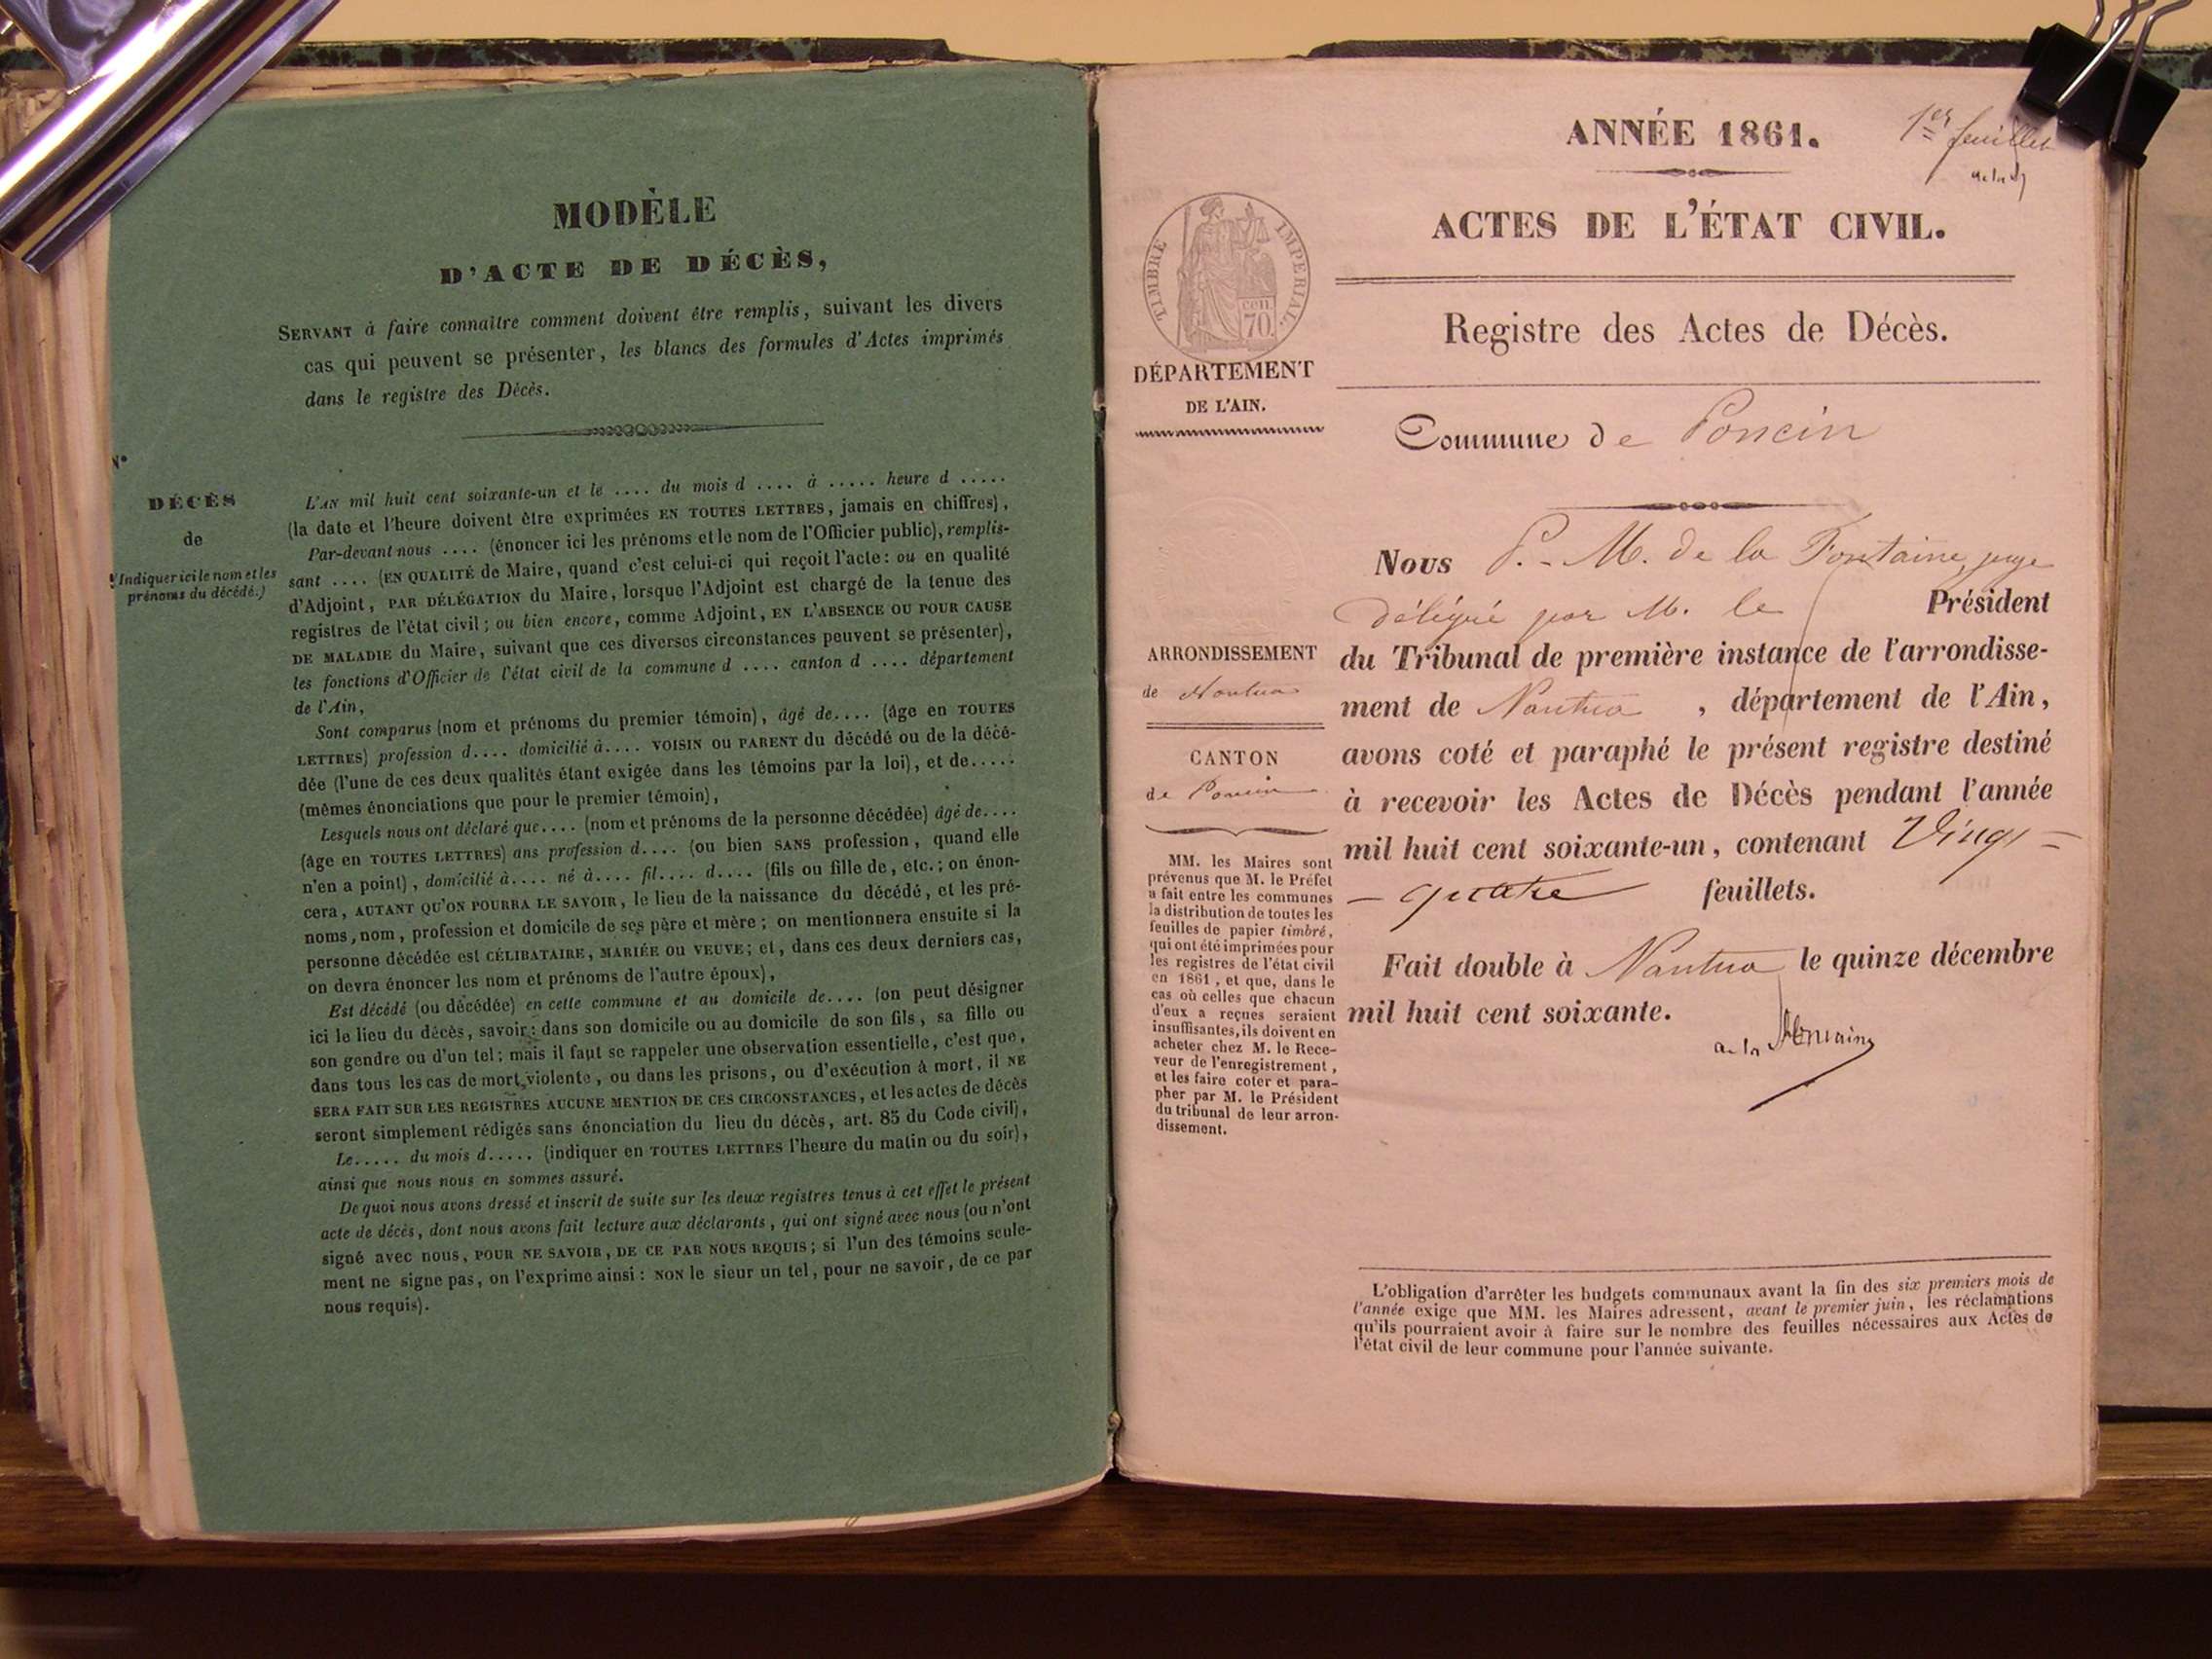 MODÈLE
D'ACTE DE DÉCÈS,
SERVANT à faire connaître comment doivent être remplis, suivant les divers
cas qui peuvent se présenter, les blancs des formules d'Actes imprimés
dans le registre des Décès.
N°
DÉCÈS
de
(Indiquer ici le nom et les
prénoms du décédé.)
L'AN mil huit cent soixante-un et le .... du mois d .... à ..... heure d .....
(la date et l'heure doivent être exprimées EN TOUTES LETTRES, jamais en chiffres),
Par-devant nous .... (énoncer ici les prénoms et le nom de l'Officier public), remplis-
sant .... (EN QUALITÉ de Maire, quand c'est celui-ci qui reçoit l'acte: ou en qualité
d'Adjoint, PAR DÉLÉGATION du Maire, lorsque l'Adjoint est chargé de la tenue des
registres de l'état civil; ou bien encore, comme Adjoint, EN L'ABSENCE OU POUR CAUSE
DE MALADIE du Maire, suivant que ces diverses circonstances peuvent se présenter),
les fonctions d'Officier de l'état civil de la commune d .... canton d .... département
de l'Ain,
Sont comparus (nom et prénoms du premier témoin), âgé de.... (âge en TOUTES
LETTRES) profession d.... domicilié à.... VOISIN OU PARENT du décédé ou de la décé-
dée (l'une de ces deux qualités étant exigée dans les témoins par la loi), et de.....
(mêmes énonciations que pour le premier témoin),
Lesquels nous ont déclaré que.... (nom et prénoms de la personne décédée) âgé de....
(âge en TOUTES LETTRES) ans profession d.... (ou bien SANS profession, quand elle
n'en a point), domicilié à.... né à.... fil.... d.... (fils ou fille de, etc.; on énon-
cera, AUTANT QU'ON POURRA LE SAVOIR, le lieu de la naissance du décédé, et les pré-
noms, nom, profession et domicile de ses père et mère; on mentionnera ensuite si la
personne décédée est CÉLIBATAIRE, MARIÉE OU VEUVE; et, dans ces deux derniers cas,
on devra énoncer les nom et prénoms de l'autre époux),
Est décédé (ou décédée) en cette commune et au domicile de.... (on peut désigner
ici le lieu du décès, savoir: dans son domicile ou au domicile de son fils, sa fille ou
son gendre ou d'un tel; mais il faut se rappeler une observation essentielle, c'est que,
dans tous les cas de mort violente, ou dans les prisons, ou d'exécution à mort, il NE
SERA FAIT SUR LES REGISTRES AUCUNE MENTION DE CES CIRCONSTANCES, et les actes de décès
seront simplement rédigés sans énonciation du lieu du décès, art. 85 du Code civil),
Le..... du mois d..... (indiquer en TOUTES LETTRES l'heure du matin ou du soir),
ainsi que nous nous en sommes assuré.
De quoi nous avons dressé et inscrit de suite sur les deux registres tenus à cet effet le présent
acte de décès, dont nous avons fait lecture aux déclarants, qui ont signé avec nous (ou n'ont
signé avec nous, POUR NE SAVOIR, DE CE PAR NOUS REQUIS; si l'un des témoins seule-
ment ne signe pas, on l'exprime ainsi: NON le sieur un tel, pour ne savoir, de ce par
nous requis).
ANNÉE 1861.
1er feuillet
ACTES DE L'ÉTAT CIVIL.
TIMBRE IMPÉRIAL.
cen
70
Registre des Actes de Décès.
DÉPARTEMENT
DE L'AIN.
Commune de Poncin
Nous P.-M. de la Fontaine, juge
délégué par M. le Président
du Tribunal de première instance de l'arrondisse-
ment de Nantua, département de l'Ain,
avons coté et paraphé le présent registre destiné
à recevoir les Actes de Décès pendant l'année
mil huit cent soixante-un, contenant Vingt-
-quatre feuillets.
Fait double à Nantua, le quinze décembre
mil huit cent soixante.
ARRONDISSEMENT
de Nantua
CANTON
de Poncin
MM. les Maires sont
prévenus que M. le Préfet
a fait entre les communes
la distribution de toutes les
feuilles de papier timbré,
qui ont été imprimées pour
les registres de l'état civil
en 1861, et que, dans le
cas où celles que chacun
d'eux a reçues seraient
insuffisantes, ils doivent en
acheter chez M. le Rece-
veur de l'enregistrement,
et les faire coter et para-
pher par M. le Président
du tribunal de leur arron-
dissement.
L'obligation d'arrêter les budgets communaux avant la fin des six premiers mois de
l'année exige que MM. les Maires adressent, avant le premier juin, les réclamations
qu'ils pourraient avoir à faire sur le nombre des feuilles nécessaires aux Actes de
l'état civil de leur commune pour l'année suivante.